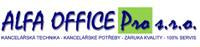 ALFA OFFICE Pro s.r.o.
KANCELÁŘSKÁ TECHNIKA - KANCELÁŘSKÉ POTŘEBY - ZÁRUKA KVALITY - 100% SERVIS